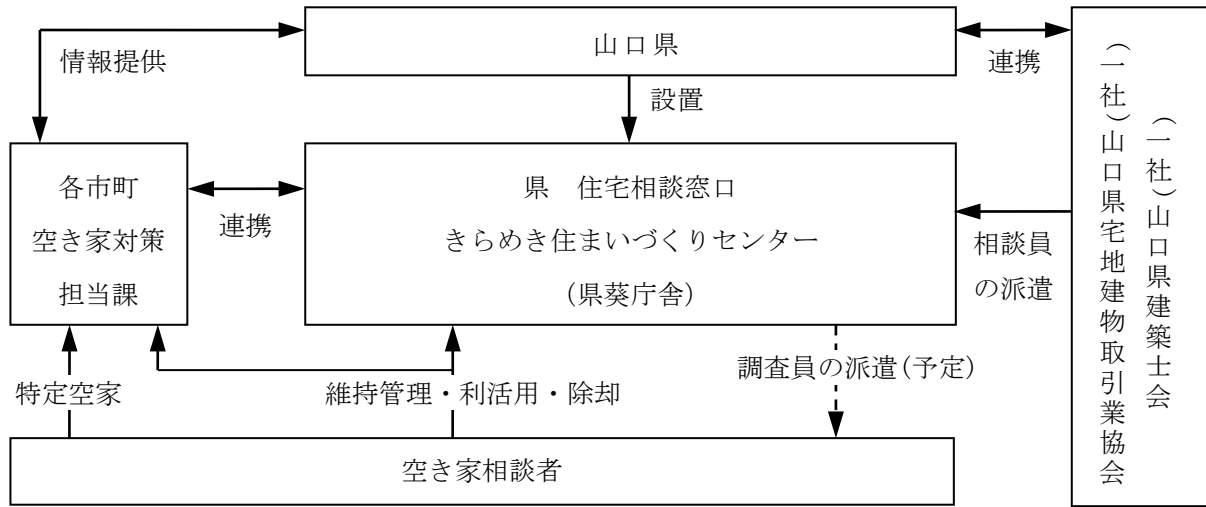 山口県
情報提供
連携
設置
各市町
空き家対策
担当課
連携
県　住宅相談窓口
きらめき住まいづくりセンター
(県葵庁舎)
相談員
の派遣
(一社)山口県建築士会
(一社)山口県宅地建物取引業協会
特定空家
維持管理・利活用・除却
調査員の派遣(予定)
空き家相談者